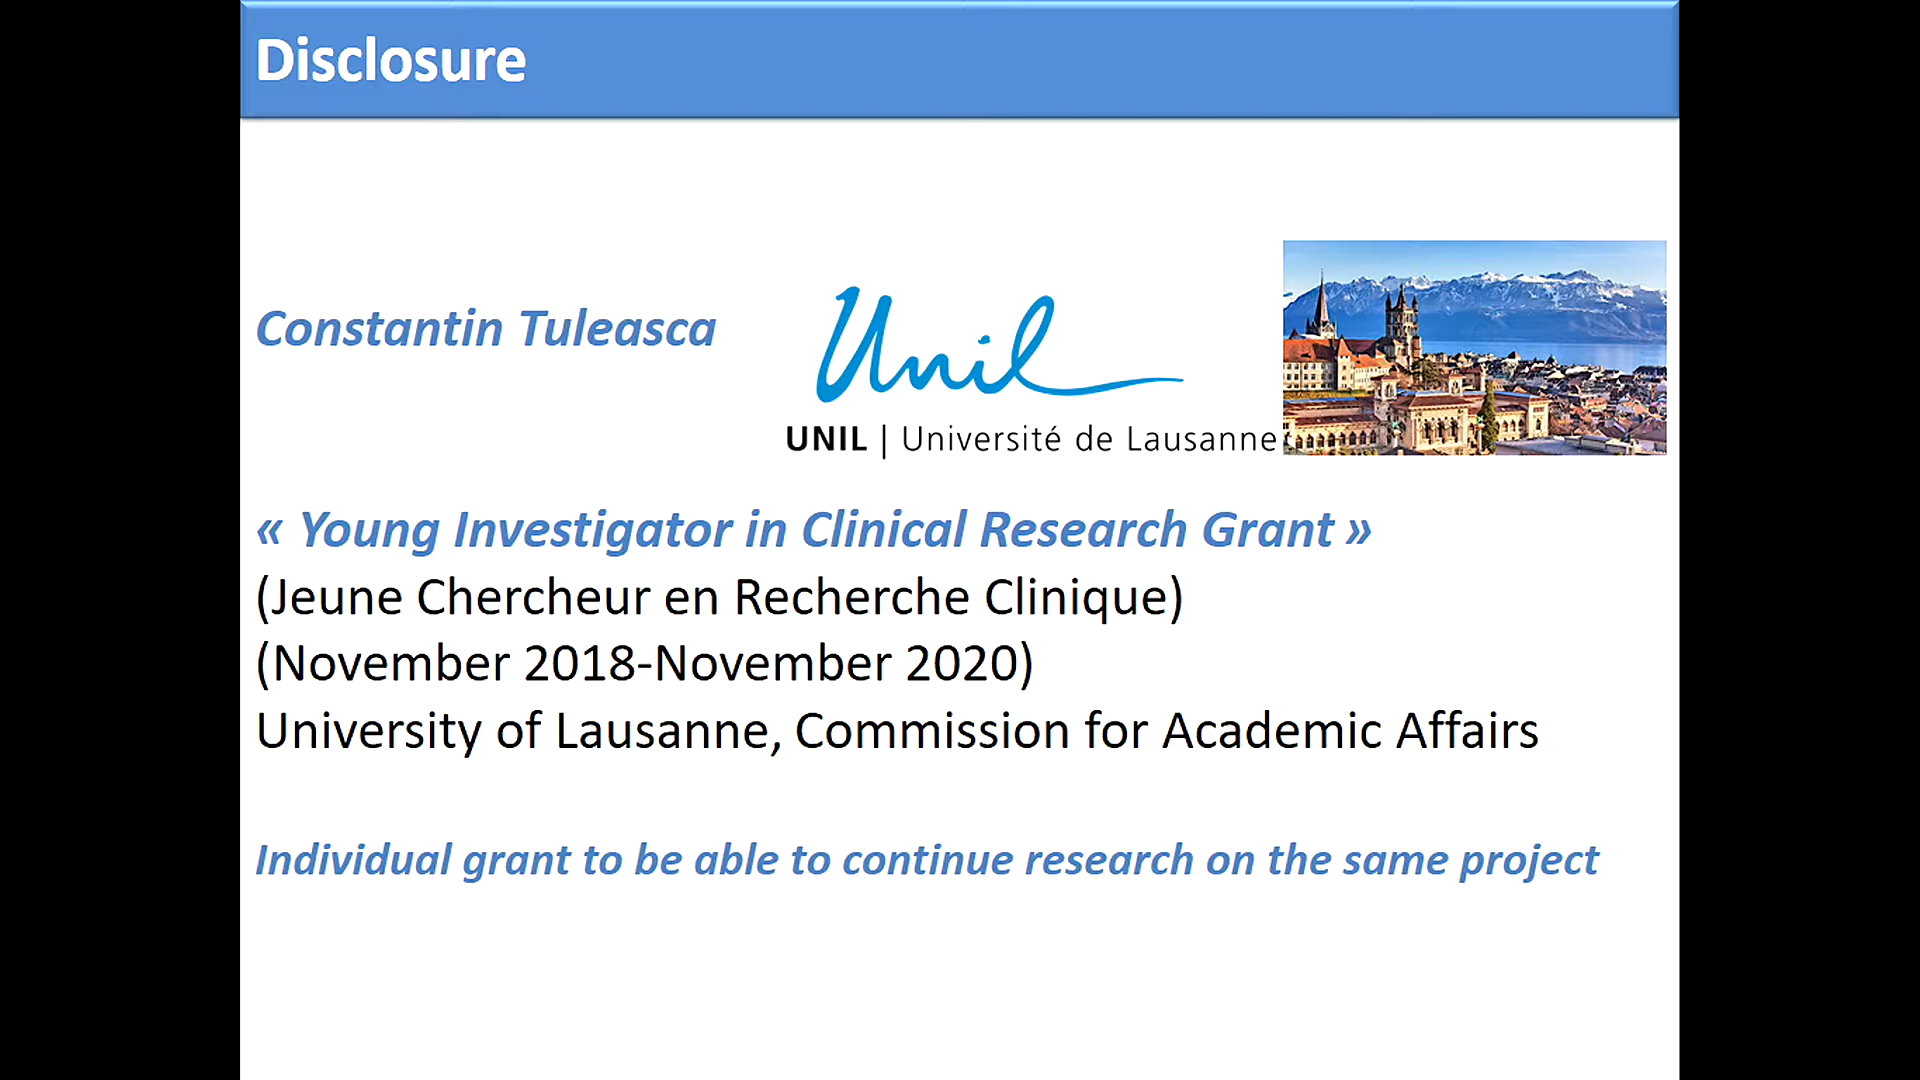 Disclosure
Constantin Tuleasca
Unil
UNIL | Université de Lausanne
« Young Investigator in Clinical Research Grant »
(Jeune Chercheur en Recherche Clinique)
(November 2018-November 2020)
University of Lausanne, Commission for Academic Affairs
Individual grant to be able to continue research on the same project